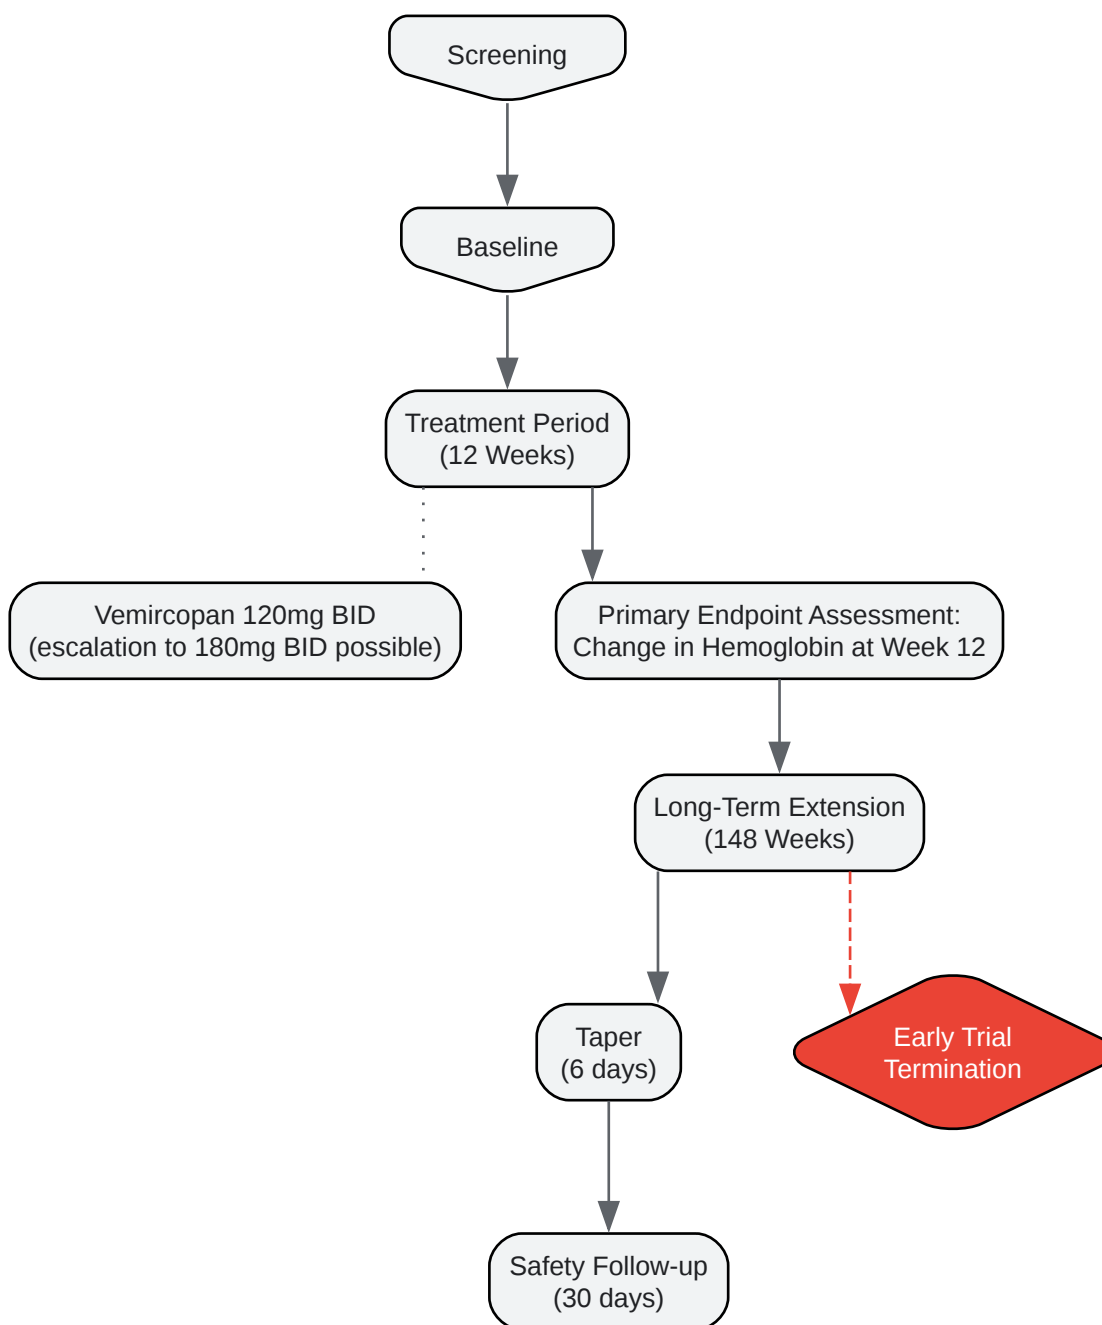 Screening
Baseline
Treatment Period
(12 Weeks)
Vemircopan 120mg BID
(escalation to 180mg BID possible)
Primary Endpoint Assessment:
Change in Hemoglobin at Week 12
Long-Term Extension
(148 Weeks)
Taper
(6 days)
Early Trial
Termination
Safety Follow-up
(30 days)